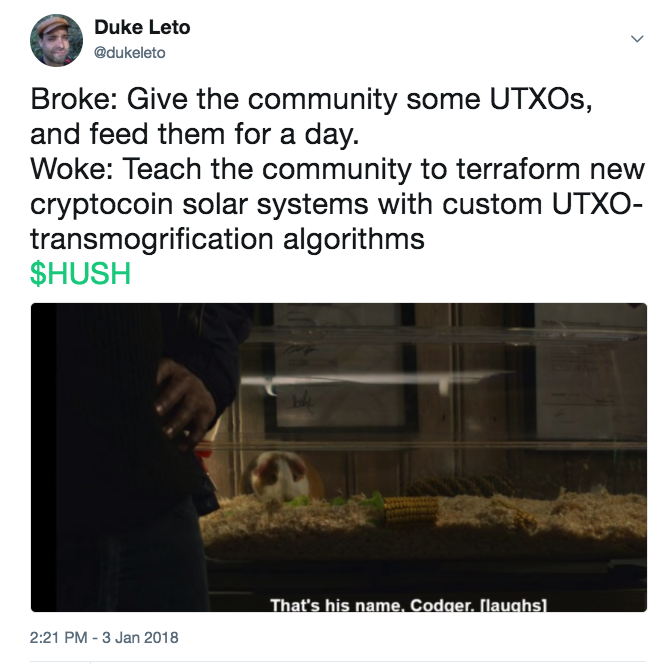 Duke Leto
@dukeleto
Broke: Give the community some UTXOs,
and feed them for a day.
Woke: Teach the community to terraform new
cryptocoin solar systems with custom UTXO-
transmogrification algorithms
$HUSH
That's his name, Codger. [laughs]
2:21 PM - 3 Jan 2018